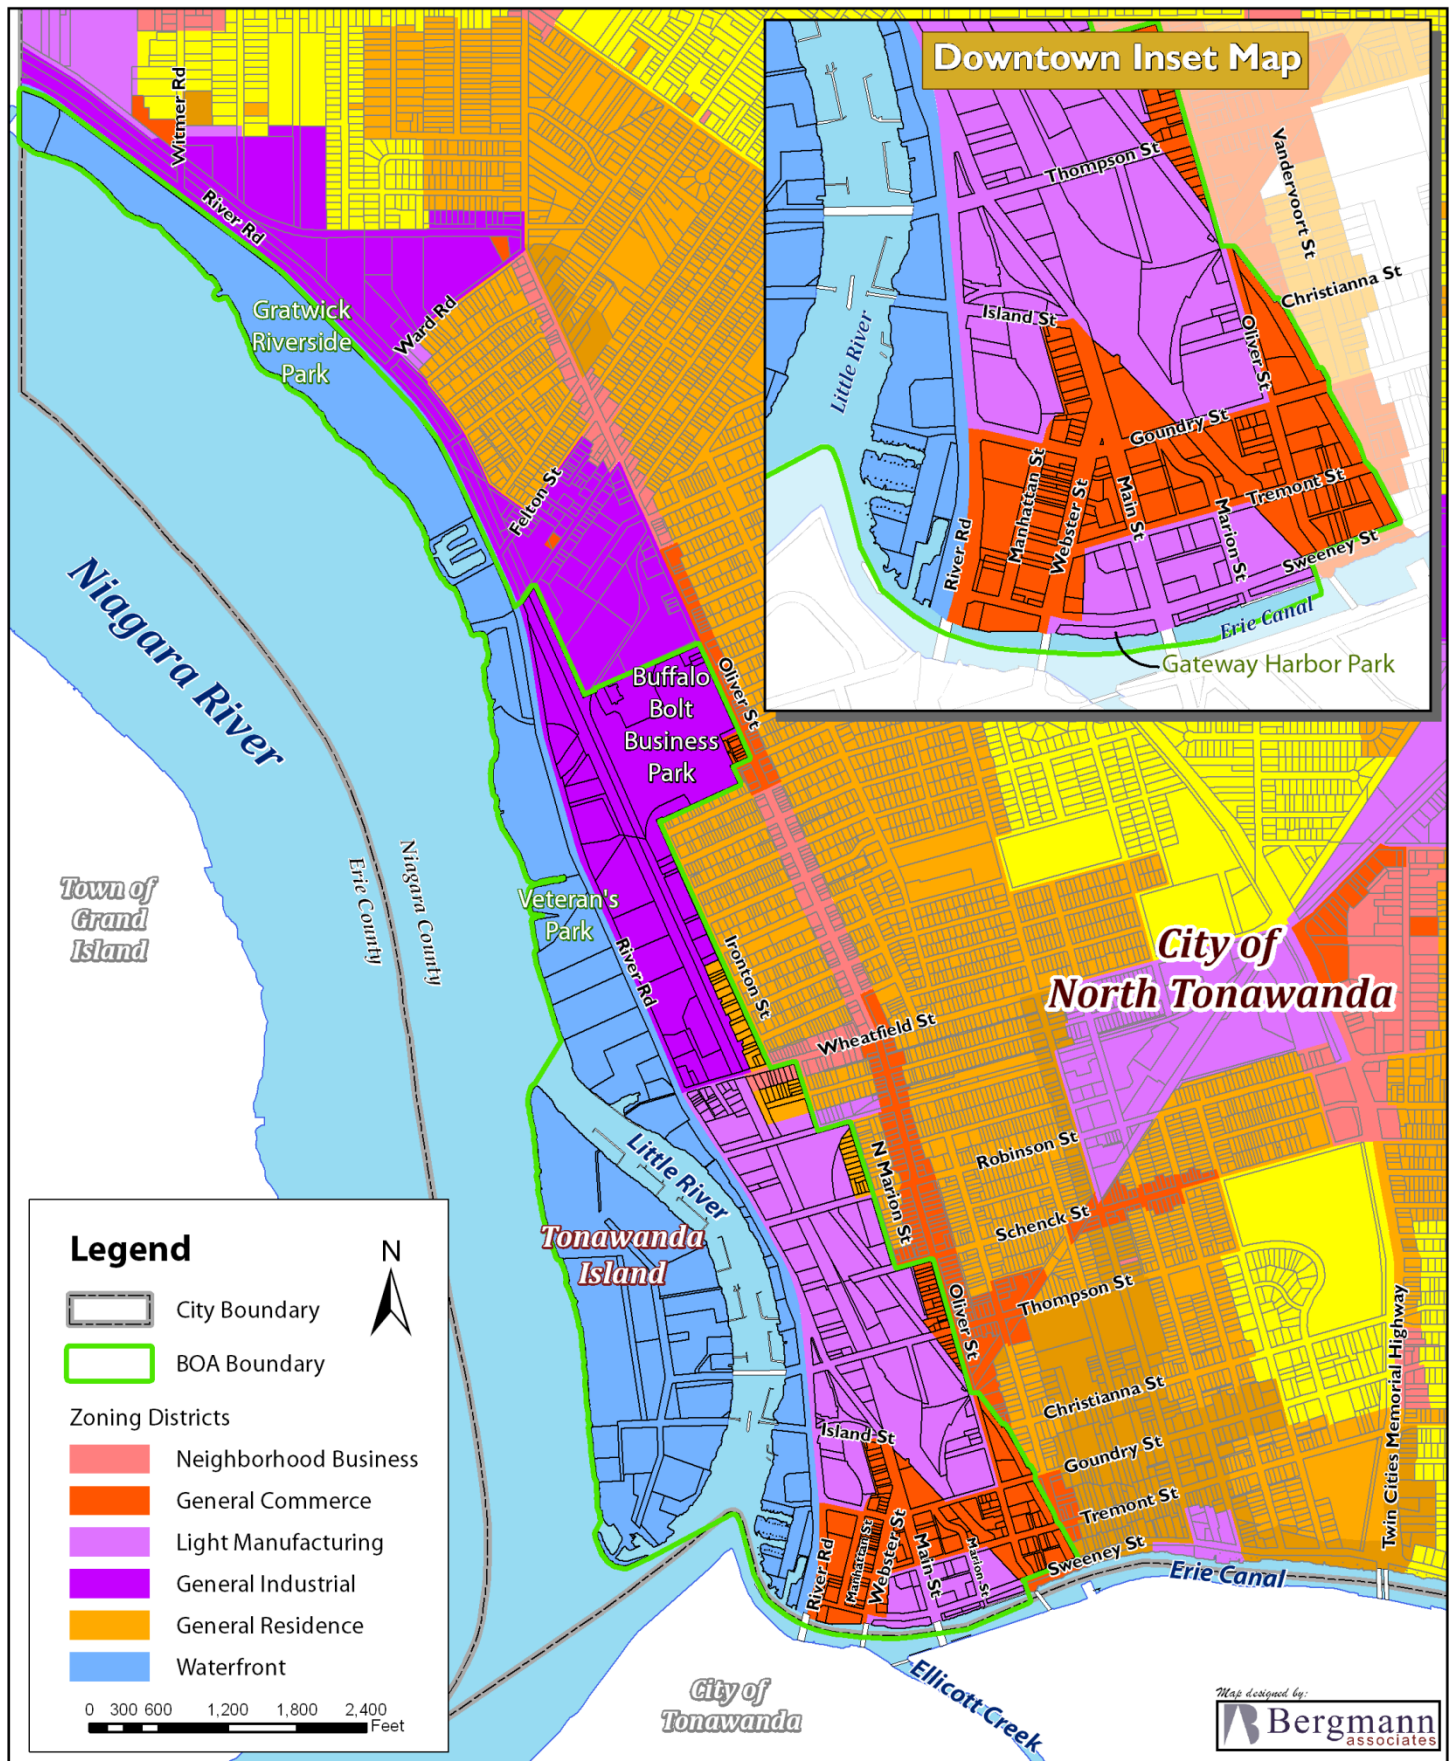 Downtown Inset Map
Thompson St
Vandervoort St
Christianna St
Island St
Oliver St
Little River
Goundry St
Manhattan St
Webster St
Main St
Tremont St
Marion St
River Rd
Sweeney St
Erie Canal
Gateway Harbor Park
Witmer Rd
River Rd
Gratwick
Riverside
Park
Ward Rd
Felton St
Niagara River
Buffalo
Bolt
Business
Park
Oliver St
Niagara County
Erie County
Town of
Grand
Island
Veteran's
Park
River Rd
Ironton St
City of
North Tonawanda
Wheatfield St
Robinson St
N Marion St
Schenck St
Little River
Tonawanda
Island
Thompson St
Oliver St
Christianna St
Twin Cities Memorial Highway
Island St
Goundry St
Tremont St
River Rd
Manhattan St
Webster St
Main St
Marion St
Sweeney St
Erie Canal
Ellicott Creek
City of
Tonawanda
Legend
N
City Boundary
BOA Boundary
Zoning Districts
Neighborhood Business
General Commerce
Light Manufacturing
General Industrial
General Residence
Waterfront
0 300 600 1,200 1,800 2,400
Feet
Map designed by:
Bergmann
associates